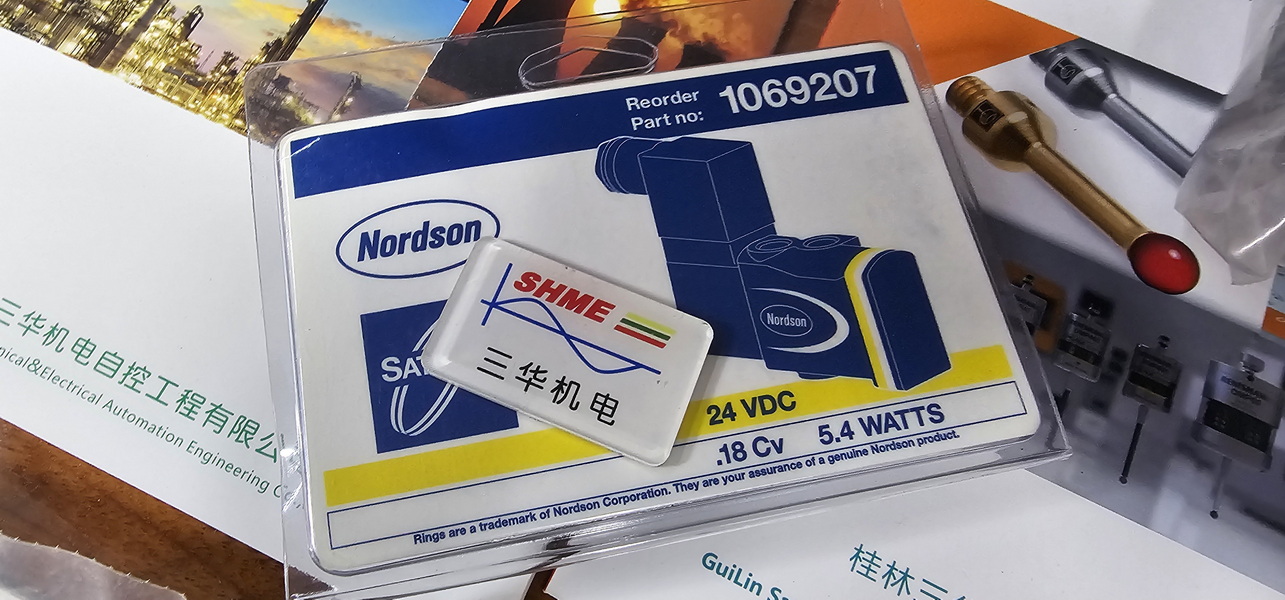 Reorder
Part no: 1069207
Nordson
SAT
SHME
三华机电
Nordson
24 VDC
.18 Cv 5.4 WATTS
Rings are a trademark of Nordson Corporation. They are your assurance of a genuine Nordson product.
三华机电自控工程有限公
&Electrical Automation Engineering
桂林三
GuiLin